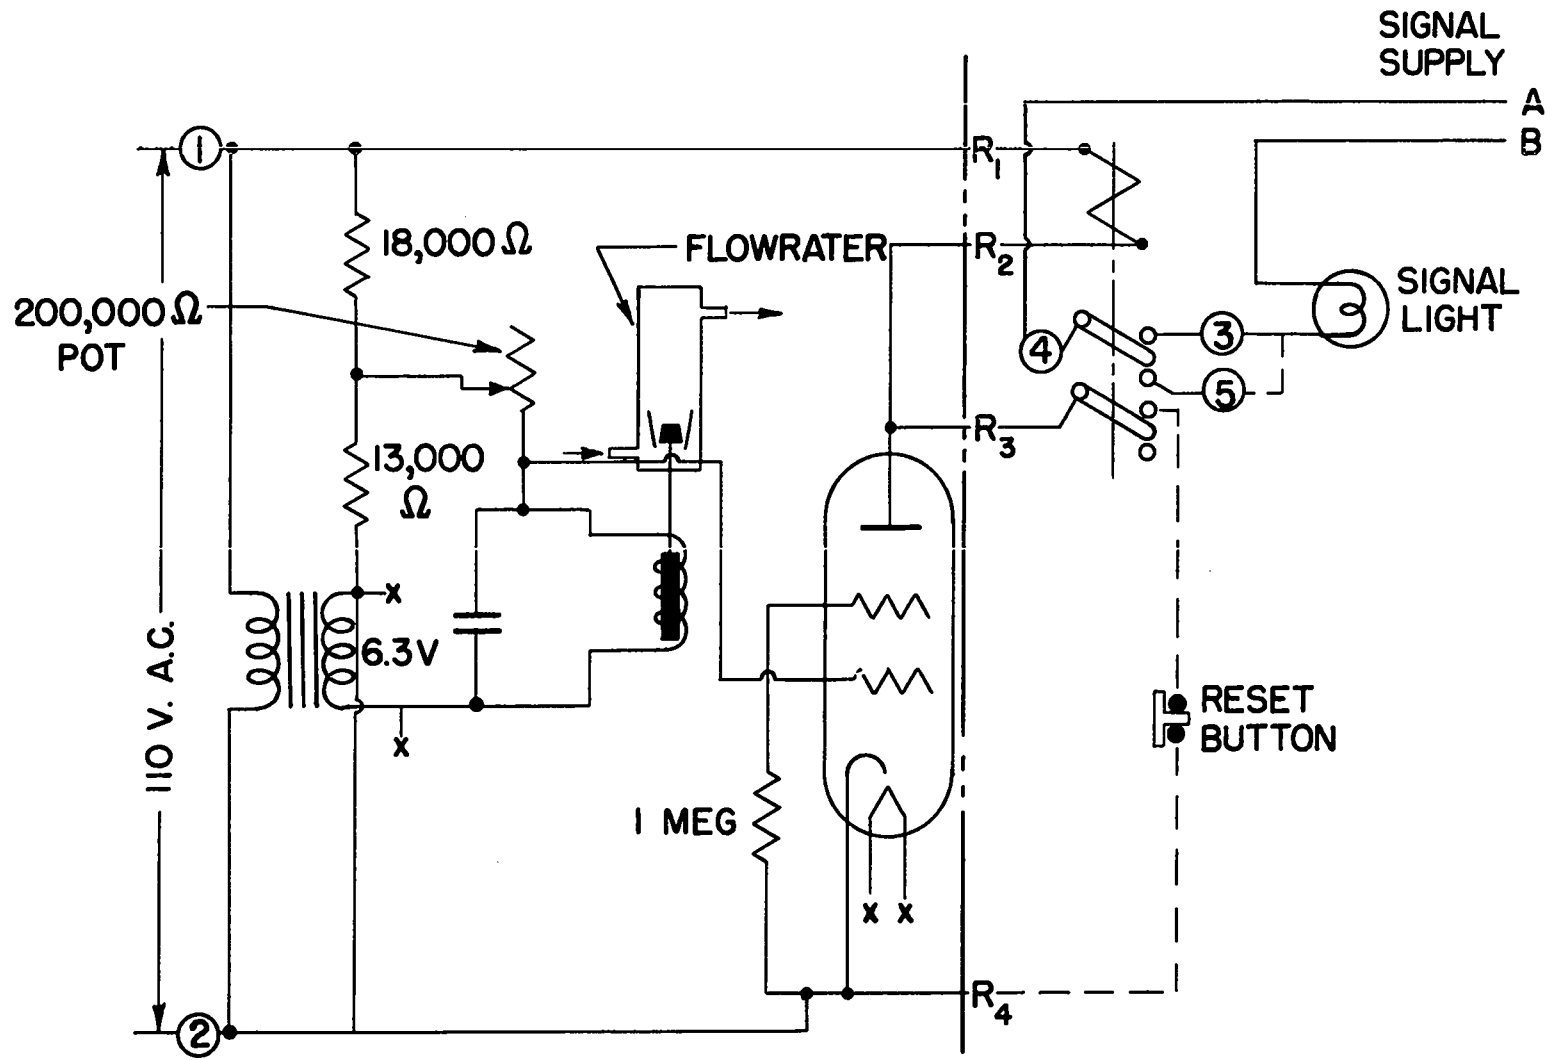 SIGNAL
SUPPLY
A
B
1
R1
18,000 Ω
FLOWRATER
R2
SIGNAL
LIGHT
200,000 Ω
POT
3
4
5
R3
13,000
Ω
x
6.3V
x
110 V. A.C.
RESET
BUTTON
1 MEG
x x
R4
2